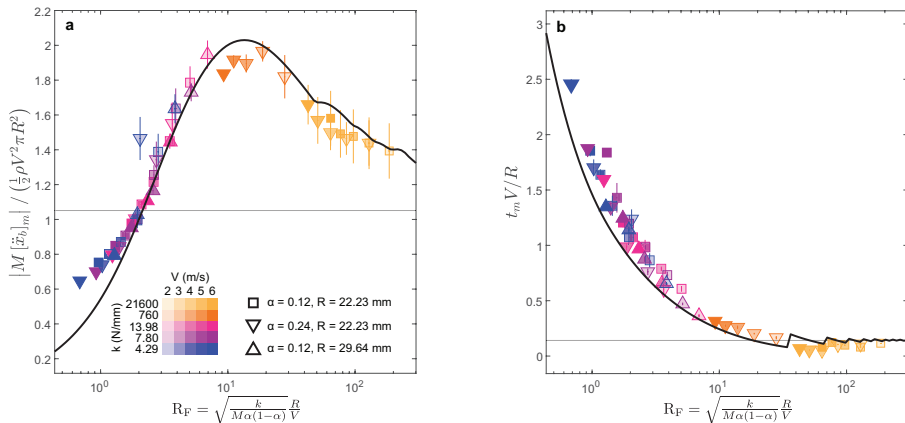 a
|M [ẍ_b]_m| / (½ρV²πR²)
2.2
2
1.8
1.6
1.4
1.2
1
0.8
0.6
0.4
0.2
10⁰
10¹
10²
R_F = √(k/(Mα(1−α))) R/V
V (m/s)
2 3 4 5 6
k (N/mm)
21600
760
13.98
7.80
4.29
α = 0.12, R = 22.23 mm
α = 0.24, R = 22.23 mm
α = 0.12, R = 29.64 mm
b
t_mV/R
3
2.5
2
1.5
1
0.5
0
10⁰
10¹
10²
R_F = √(k/(Mα(1−α))) R/V